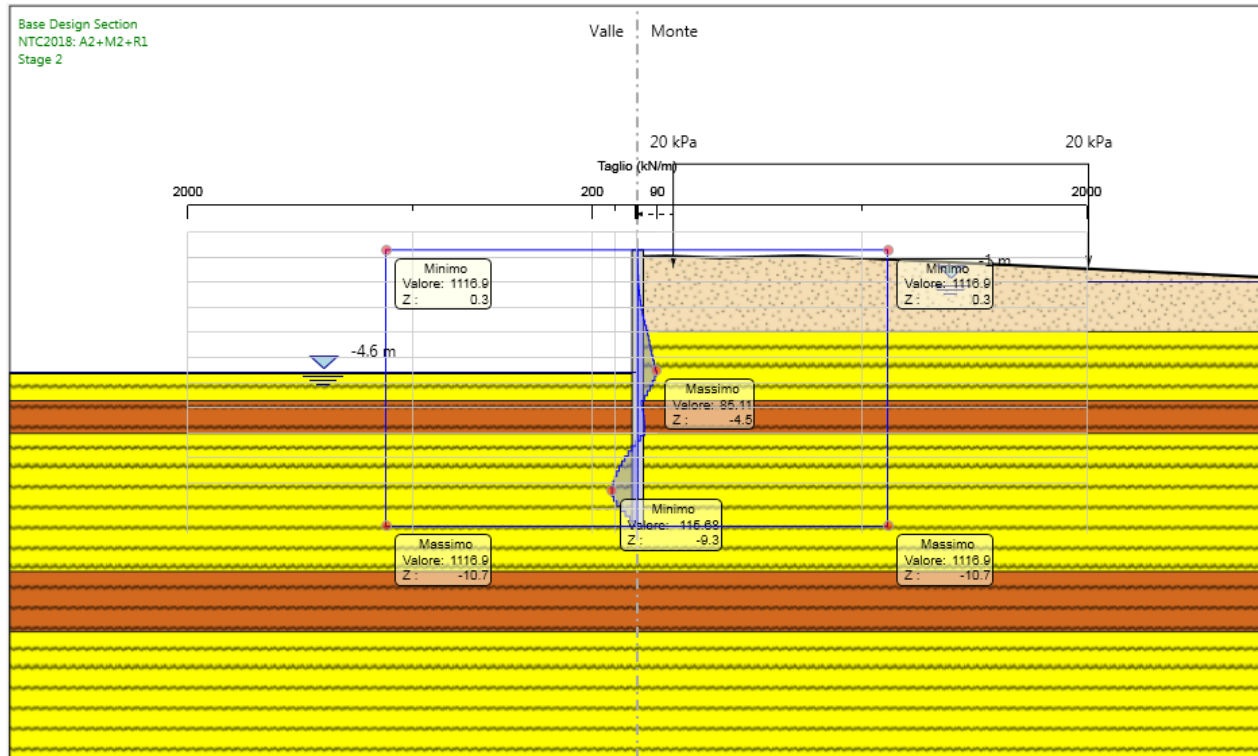 Base Design Section
NTC2018: A2+M2+R1
Stage 2
Valle
Monte
20 kPa
20 kPa
Taglio (kN/m)
2000
200
90
2000
-1 m
Minimo
Valore: 1116.9
Z : 0.3
Minimo
Valore: 1116.9
Z : 0.3
-4.6 m
Massimo
Valore: 85.11
Z : -4.5
Minimo
Valore: 115.68
Z : -9.3
Massimo
Valore: 1116.9
Z : -10.7
Massimo
Valore: 1116.9
Z : -10.7